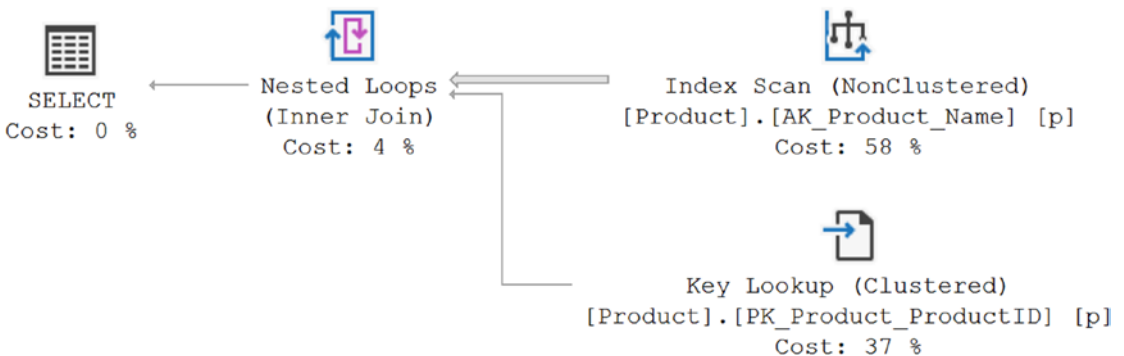 SELECT
Cost: 0 %
Nested Loops
(Inner Join)
Cost: 4 %
Index Scan (NonClustered)
[Product].[AK_Product_Name] [p]
Cost: 58 %
Key Lookup (Clustered)
[Product].[PK_Product_ProductID] [p]
Cost: 37 %